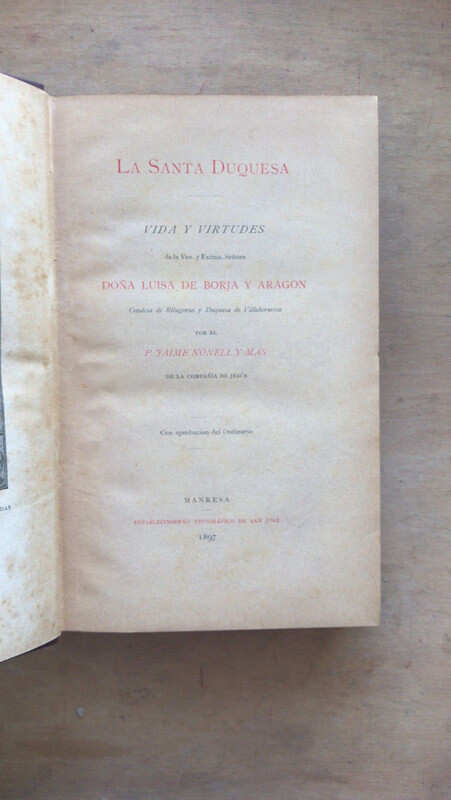 LA SANTA DUQUESA
VIDA Y VIRTUDES
de la Ven. y Excma. Señora
DOÑA LUISA DE BORJA Y ARAGON
Condesa de Ribagorza y Duquesa de Villahermosa
POR EL
P. JAIME NONELL Y MAS
DE LA COMPAÑÍA DE JESÚS
Con aprobacion del Ordinario
MANRESA
ESTABLECIMIENTO TIPOGRÁFICO DE SAN JOSÉ
1897